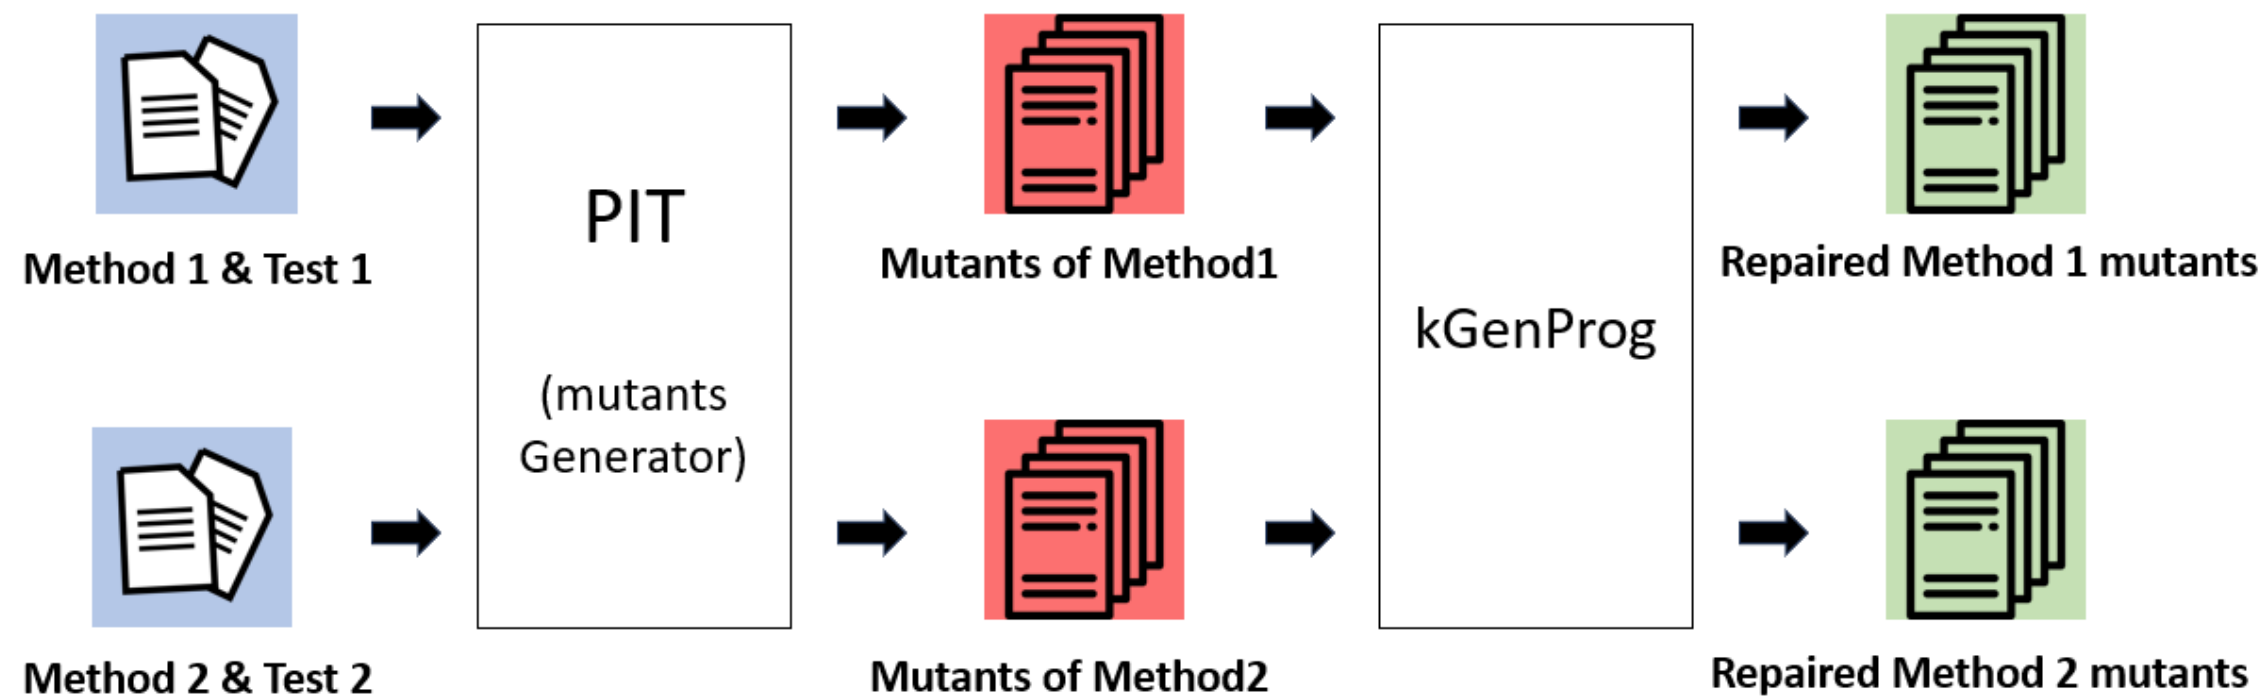 Method 1 & Test 1
PIT
(mutants
Generator)
Mutants of Method1
kGenProg
Repaired Method 1 mutants
Method 2 & Test 2
Mutants of Method2
Repaired Method 2 mutants